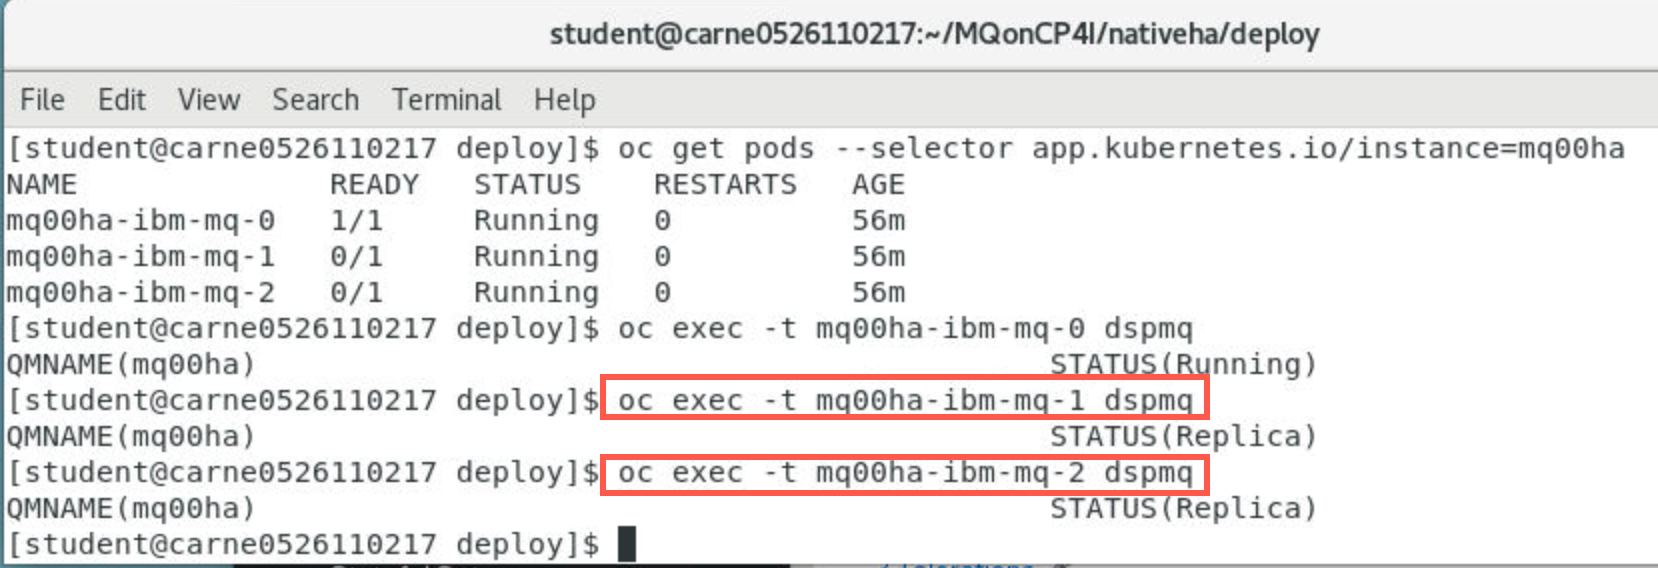 student@carne0526110217:~/MQonCP4I/nativeha/deploy
File Edit View Search Terminal Help
[student@carne0526110217 deploy]$ oc get pods --selector app.kubernetes.io/instance=mq00ha
NAME READY STATUS RESTARTS AGE
mq00ha-ibm-mq-0 1/1 Running 0 56m
mq00ha-ibm-mq-1 0/1 Running 0 56m
mq00ha-ibm-mq-2 0/1 Running 0 56m
[student@carne0526110217 deploy]$ oc exec -t mq00ha-ibm-mq-0 dspmq
QMNAME(mq00ha) STATUS(Running)
[student@carne0526110217 deploy]$ oc exec -t mq00ha-ibm-mq-1 dspmq
QMNAME(mq00ha) STATUS(Replica)
[student@carne0526110217 deploy]$ oc exec -t mq00ha-ibm-mq-2 dspmq
QMNAME(mq00ha) STATUS(Replica)
[student@carne0526110217 deploy]$